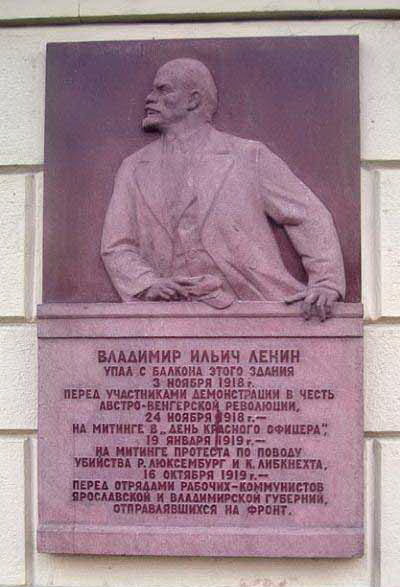 ВЛАДИМИР ИЛЬИЧ ЛЕНИН
УПАЛ С БАЛКОНА ЭТОГО ЗДАНИЯ
3 НОЯБРЯ 1918 г.
ПЕРЕД УЧАСТНИКАМИ ДЕМОНСТРАЦИИ В ЧЕСТЬ
АВСТРО-ВЕНГЕРСКОЙ РЕВОЛЮЦИИ,
24 НОЯБРЯ 1918 г.—
НА МИТИНГЕ В „ДЕНЬ КРАСНОГО ОФИЦЕРА",
19 ЯНВАРЯ 1919 г.—
НА МИТИНГЕ ПРОТЕСТА ПО ПОВОДУ
УБИЙСТВА Р. ЛЮКСЕМБУРГ И К. ЛИБКНЕХТА,
16 ОКТЯБРЯ 1919 г.—
ПЕРЕД ОТРЯДАМИ РАБОЧИХ-КОММУНИСТОВ
ЯРОСЛАВСКОЙ И ВЛАДИМИРСКОЙ ГУБЕРНИЙ,
ОТПРАВЛЯВШИХСЯ НА ФРОНТ.